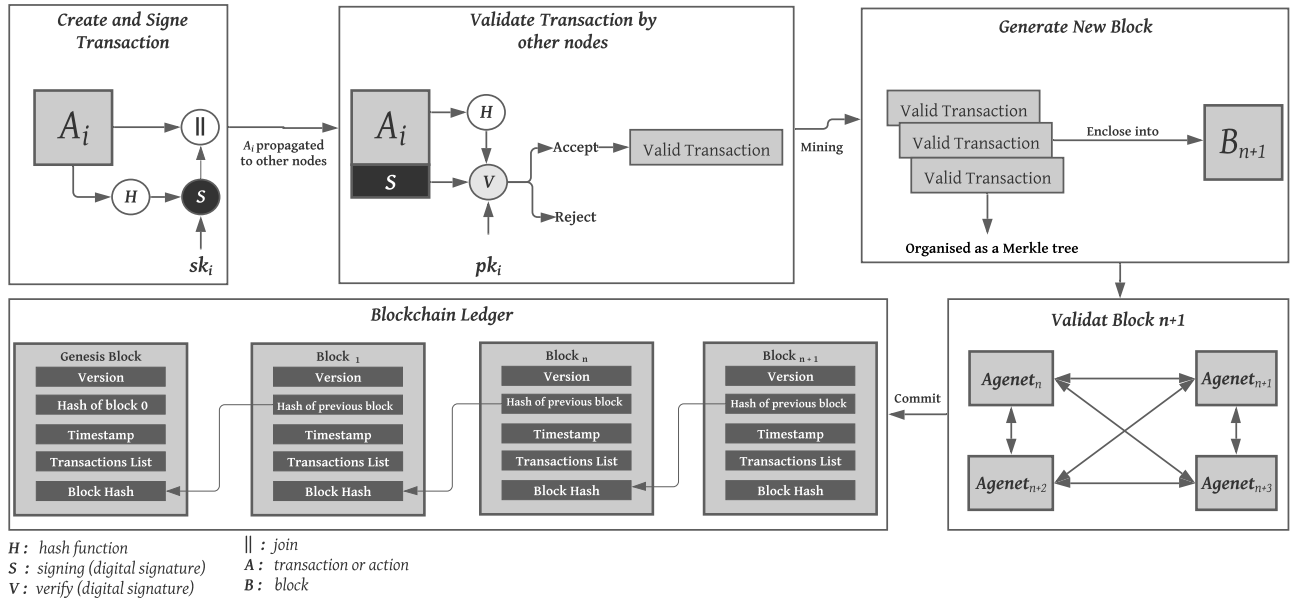 Create and Signe
Transaction
A_i
||
H
S
sk_i
A_i propagated
to other nodes
Validate Transaction by
other nodes
A_i
S
H
V
pk_i
Accept
Reject
Valid Transaction
Mining
Generate New Block
Valid Transaction
Valid Transaction
Valid Transaction
Enclose into
B_n+1
Organised as a Merkle tree
Blockchain Ledger
Genesis Block
Version
Hash of block 0
Timestamp
Transactions List
Block Hash
Block 1
Version
Hash of previous block
Timestamp
Transactions List
Block Hash
Block n
Version
Hash of previous block
Timestamp
Transactions List
Block Hash
Block n + 1
Version
Hash of previous block
Timestamp
Transactions List
Block Hash
Commit
Validat Block n+1
Agenet_n
Agenet_n+1
Agenet_n+2
Agenet_n+3
H : hash function
S : signing (digital signature)
V : verify (digital signature)
|| : join
A : transaction or action
B : block